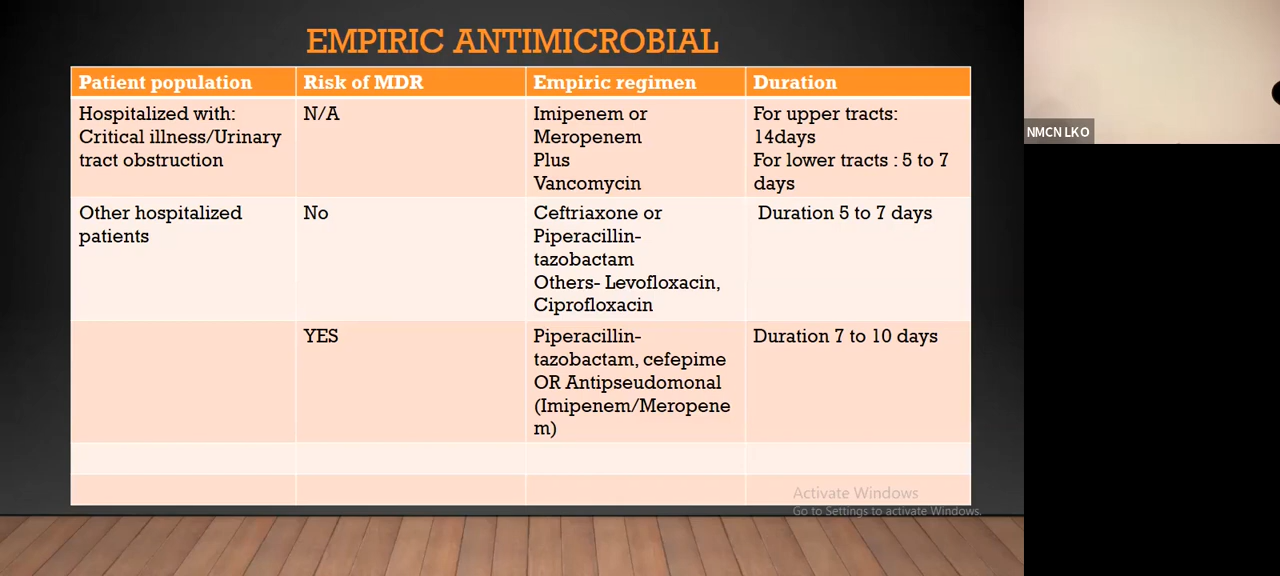 EMPIRIC ANTIMICROBIAL
Patient population
Risk of MDR
Empiric regimen
Duration
Hospitalized with:
Critical illness/Urinary
tract obstruction
N/A
Imipenem or
Meropenem
Plus
Vancomycin
For upper tracts:
14days
For lower tracts : 5 to 7
days
Other hospitalized
patients
No
Ceftriaxone or
Piperacillin-
tazobactam
Others- Levofloxacin,
Ciprofloxacin
Duration 5 to 7 days
YES
Piperacillin-
tazobactam, cefepime
OR Antipseudomonal
(Imipenem/Meropene
m)
Duration 7 to 10 days
Activate Windows
Go to Settings to activate Windows.
NMCN LKO